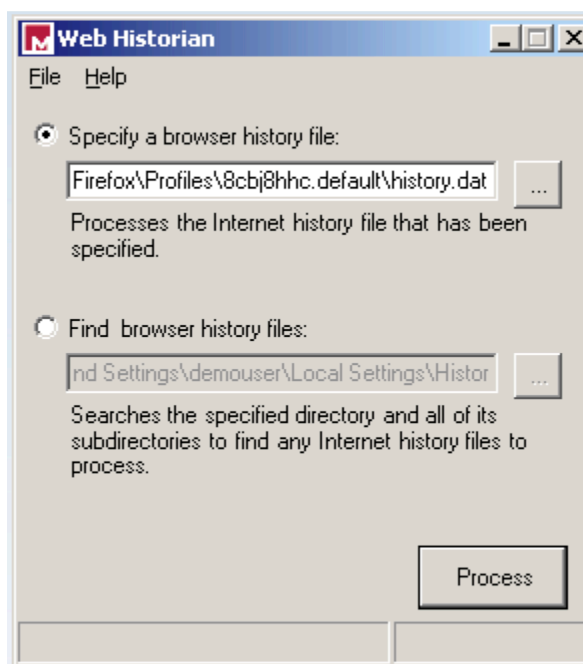 Web Historian
File Help
Specify a browser history file:
Firefox\Profiles\8cbj8hhc.default\history.dat
...
Processes the Internet history file that has been
specified.
Find browser history files:
nd Settings\demouser\Local Settings\Histor
...
Searches the specified directory and all of its
subdirectories to find any Internet history files to
process.
Process